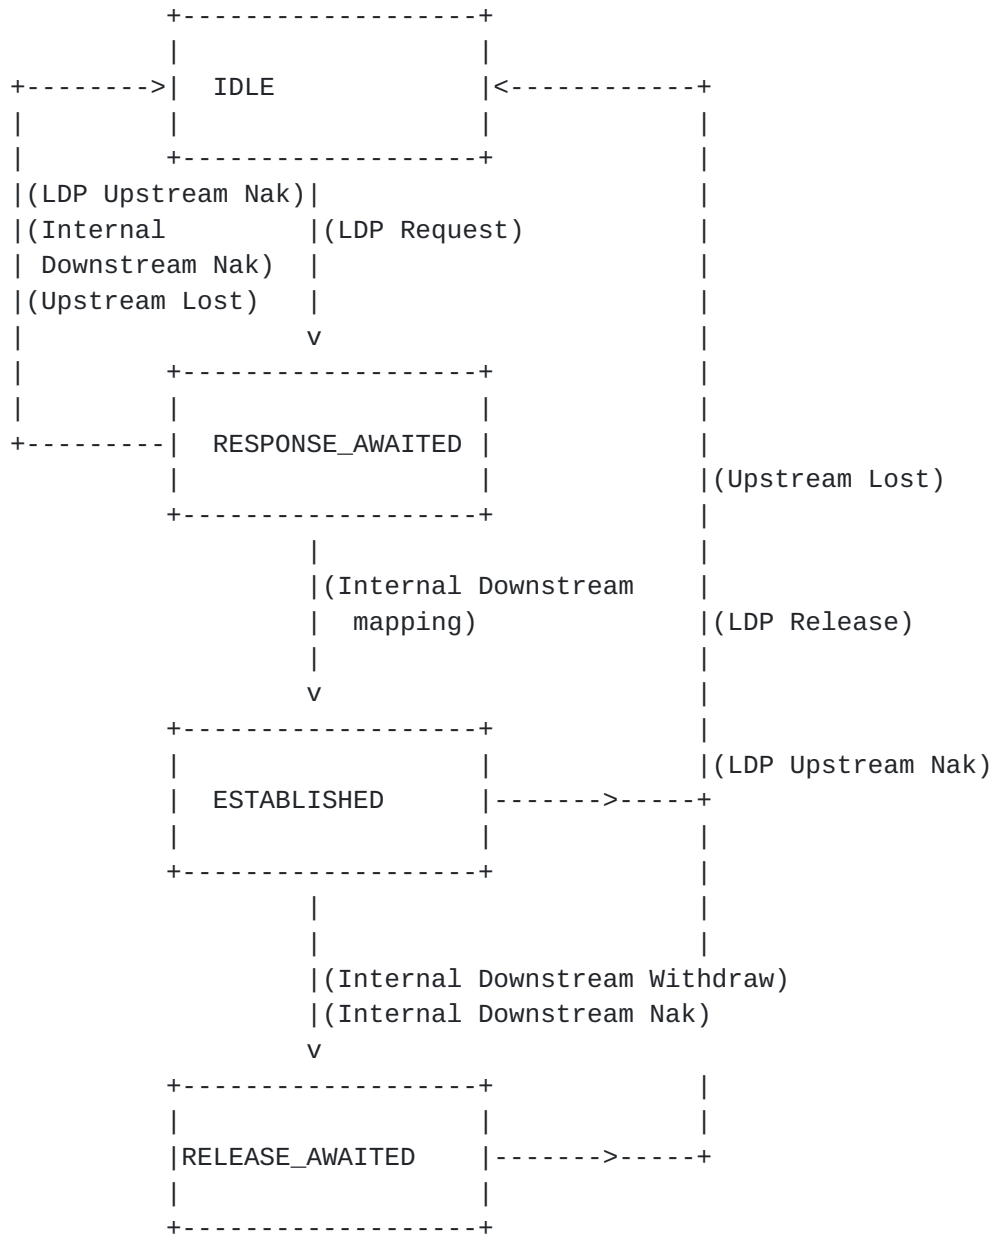 IDLE
(LDP Upstream Nak)
(Internal (LDP Request)
Downstream Nak)
(Upstream Lost)
RESPONSE_AWAITED
(Upstream Lost)
(Internal Downstream
mapping) (LDP Release)
(LDP Upstream Nak)
ESTABLISHED
(Internal Downstream Withdraw)
(Internal Downstream Nak)
RELEASE_AWAITED